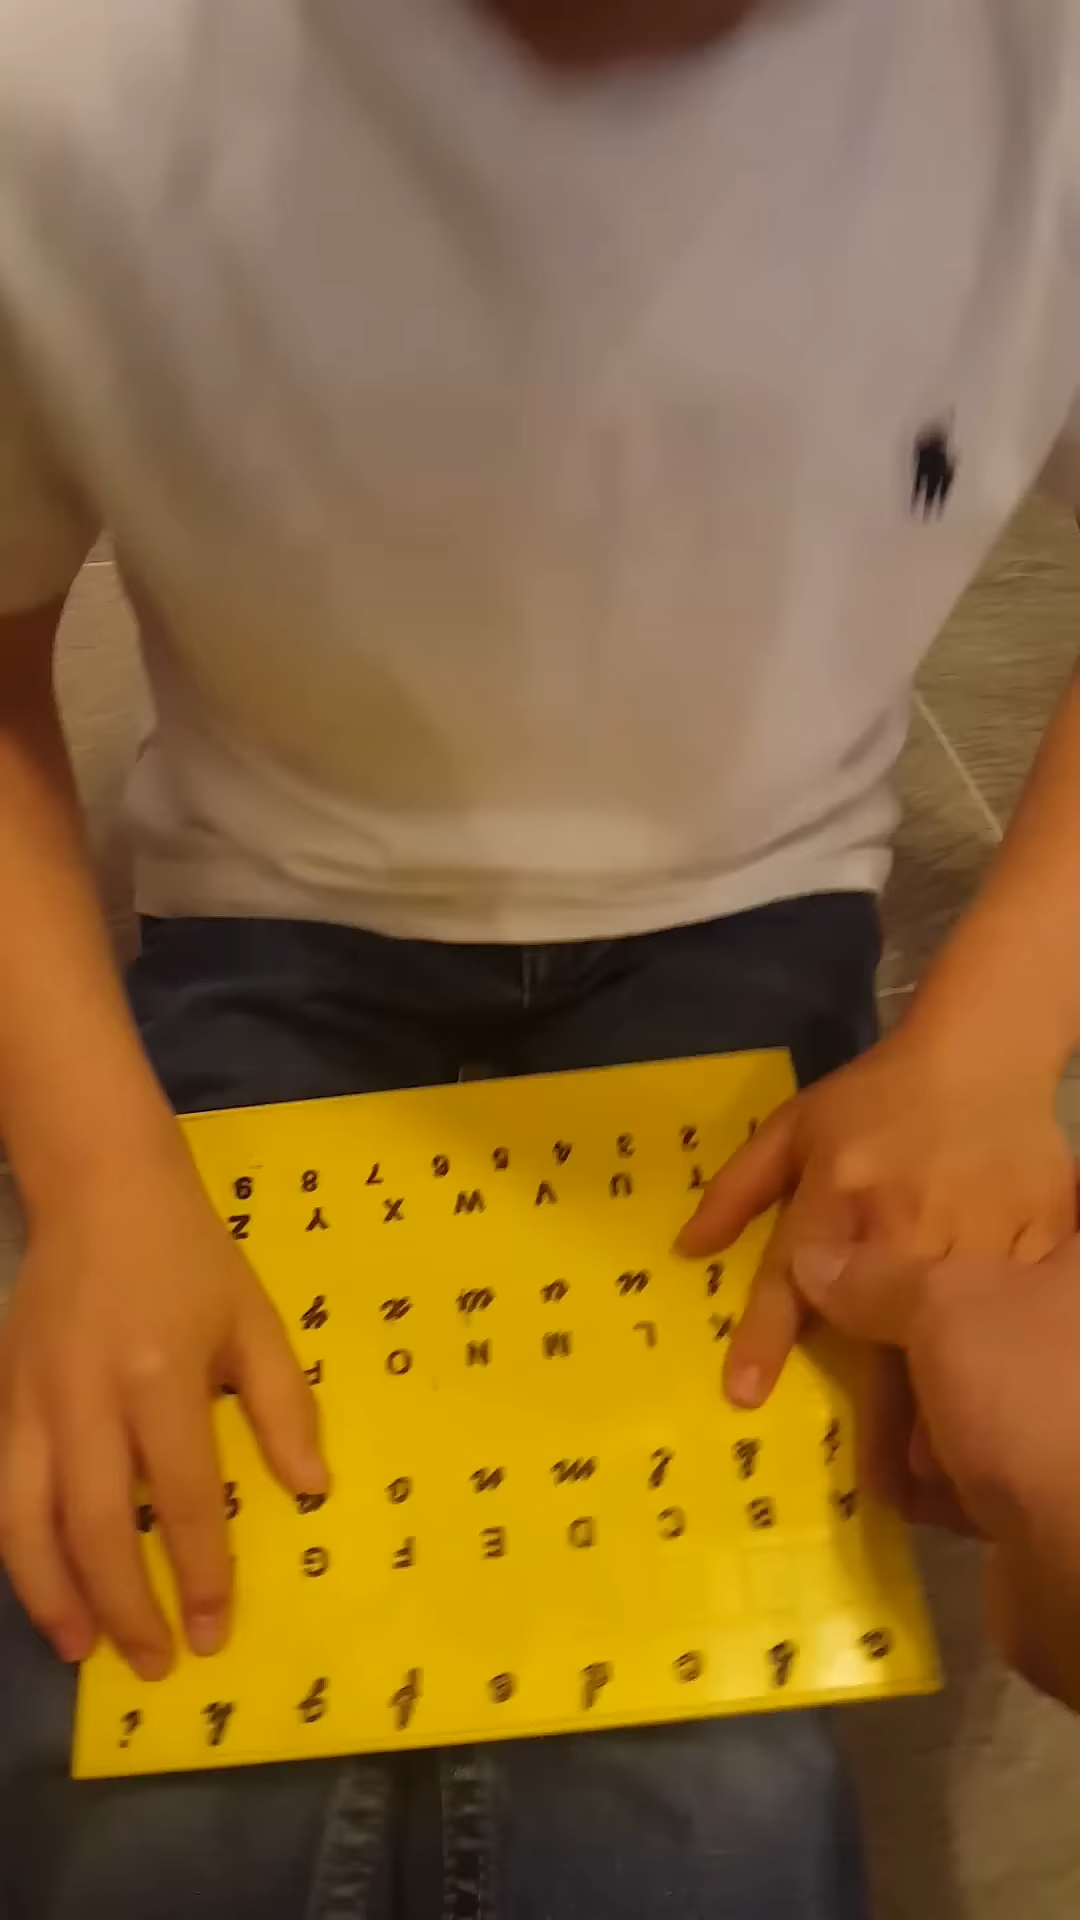 a b c d e f g h i
A B C D E F G
j k l m n o p q
K L M N O P
t u v w x y
T U V W X Y Z
1 2 3 4 5 6 7 8 9